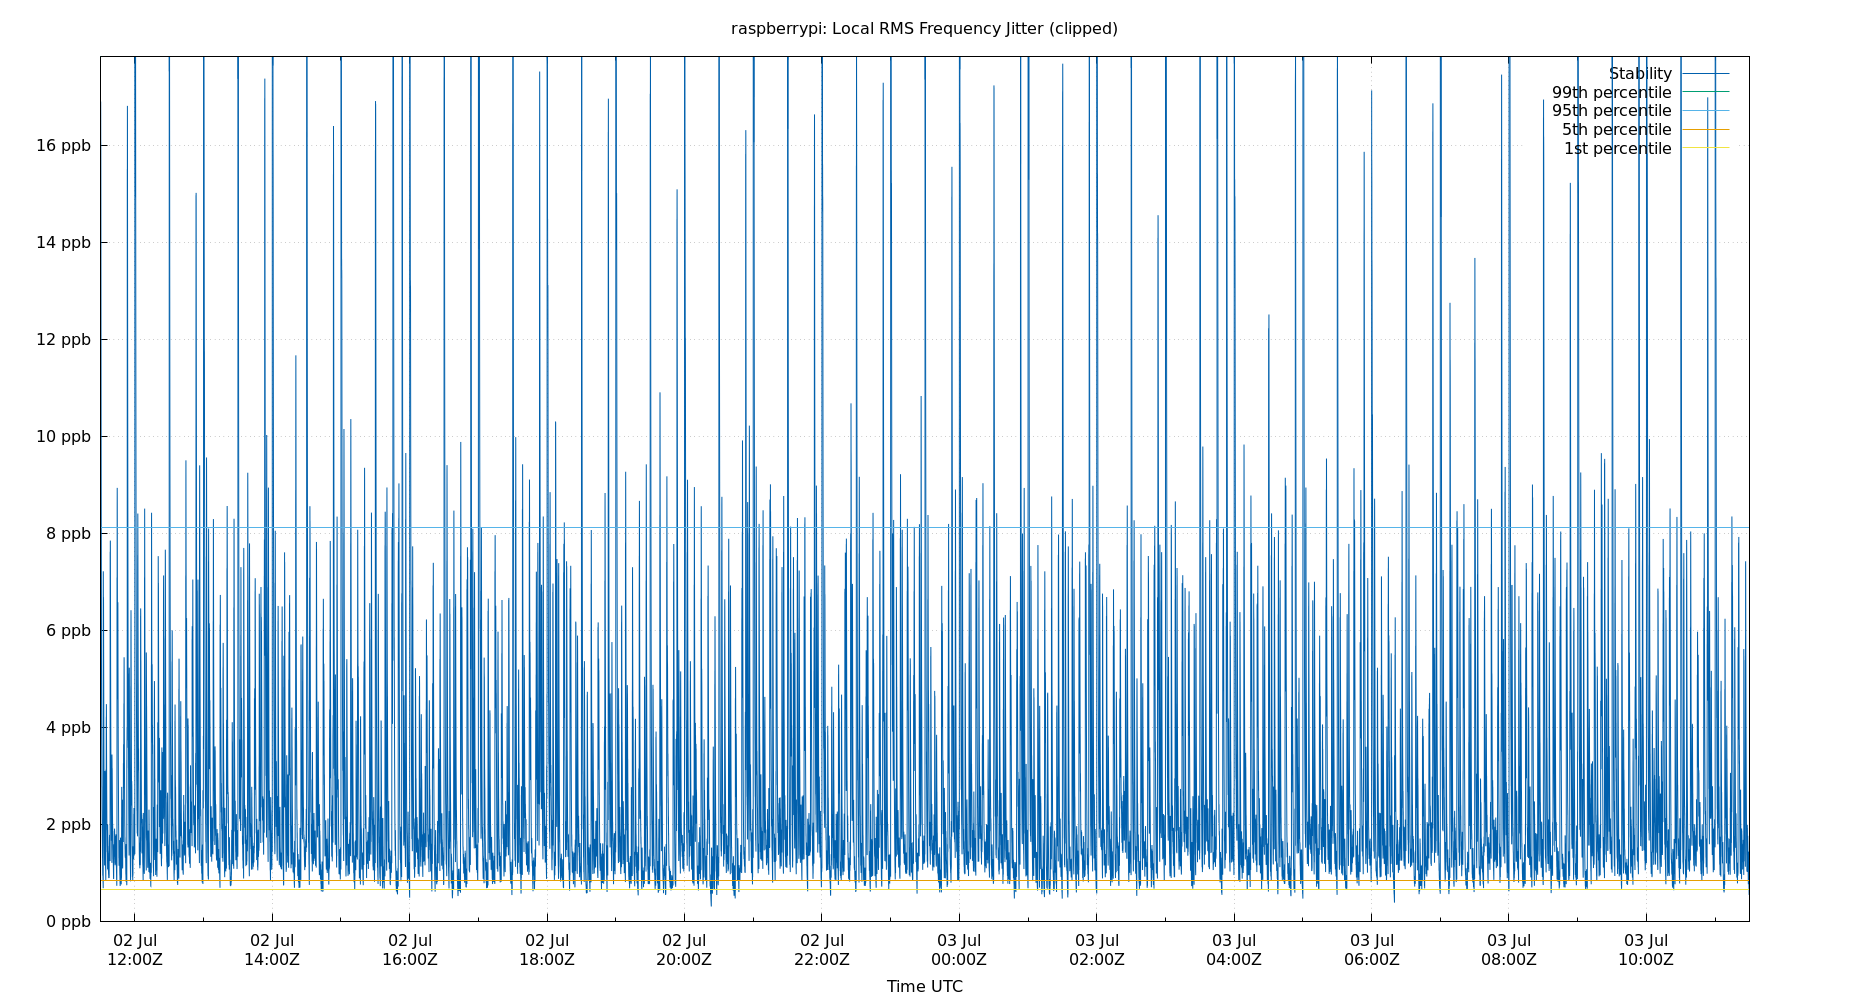 raspberrypi: Local RMS Frequency Jitter (clipped)
Stability
99th percentile
95th percentile
5th percentile
1st percentile
16 ppb
14 ppb
12 ppb
10 ppb
8 ppb
6 ppb
4 ppb
2 ppb
0 ppb
02 Jul 02 Jul 02 Jul 02 Jul 02 Jul 02 Jul 03 Jul 03 Jul 03 Jul 03 Jul 03 Jul 03 Jul
12:00Z 14:00Z 16:00Z 18:00Z 20:00Z 22:00Z 00:00Z 02:00Z 04:00Z 06:00Z 08:00Z 10:00Z
Time UTC